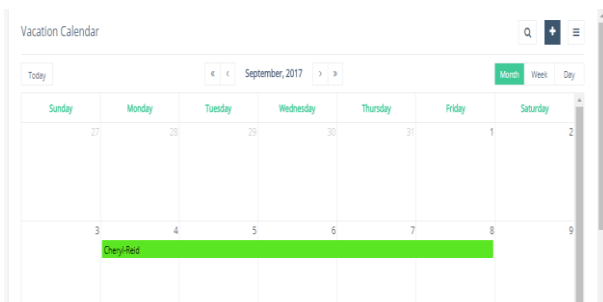 Vacation Calendar
Today « ‹ September, 2017 › » Month Week Day
Sunday Monday Tuesday Wednesday Thursday Friday Saturday
27 28 29 30 31 1 2
3 4 5 6 7 8 9
Cheryl-Reid